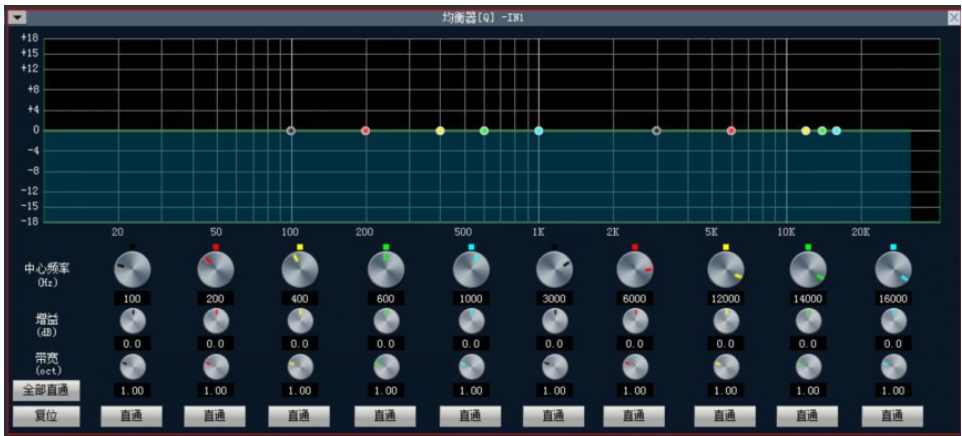 均衡器[Q] -IN1
+18
+15
+12
+8
+4
0
-4
-8
-12
-15
-18
20 50 100 200 500 1K 2K 5K 10K 20K
中心频率
(Hz)
100 200 400 600 1000 3000 6000 12000 14000 16000
增益
(dB)
0.0 0.0 0.0 0.0 0.0 0.0 0.0 0.0 0.0 0.0
带宽
(oct)
1.00 1.00 1.00 1.00 1.00 1.00 1.00 1.00 1.00 1.00
全部直通
复位 直通 直通 直通 直通 直通 直通 直通 直通 直通 直通